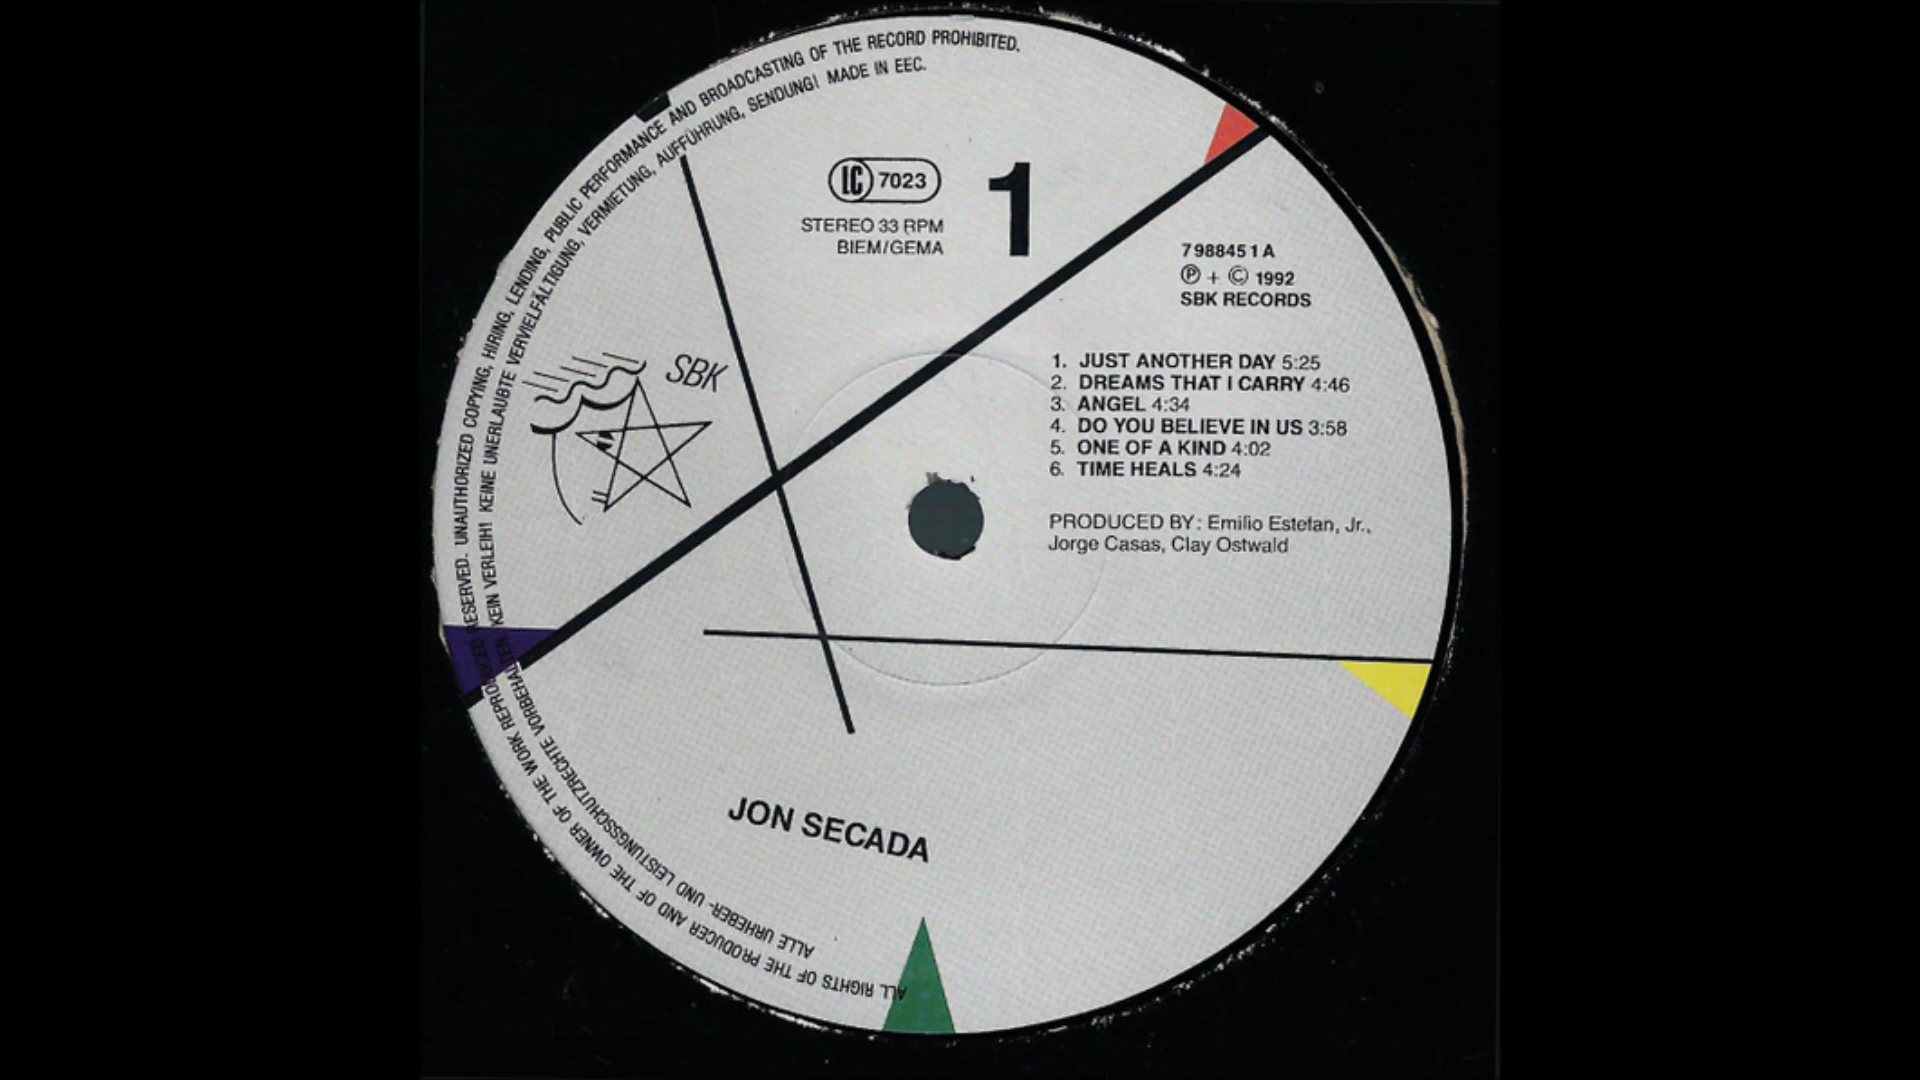 ALL RIGHTS OF THE PRODUCER AND OF THE OWNER OF THE WORK REPRODUCED RESERVED. UNAUTHORIZED COPYING, HIRING, LENDING, PUBLIC PERFORMANCE AND BROADCASTING OF THE RECORD PROHIBITED.
ALLE URHEBER- UND LEISTUNGSSCHUTZRECHTE VORBEHALTEN. KEIN VERLEIH! KEINE UNERLAUBTE VERVIELFÄLTIGUNG, VERMIETUNG, AUFFÜHRUNG, SENDUNG! MADE IN EEC.
LC 7023
1
STEREO 33 RPM
BIEM/GEMA
7988451A
Ⓟ + © 1992
SBK RECORDS
SBK
1. JUST ANOTHER DAY 5:25
2. DREAMS THAT I CARRY 4:46
3. ANGEL 4:34
4. DO YOU BELIEVE IN US 3:58
5. ONE OF A KIND 4:02
6. TIME HEALS 4:24
PRODUCED BY: Emilio Estefan, Jr.,
Jorge Casas, Clay Ostwald
JON SECADA